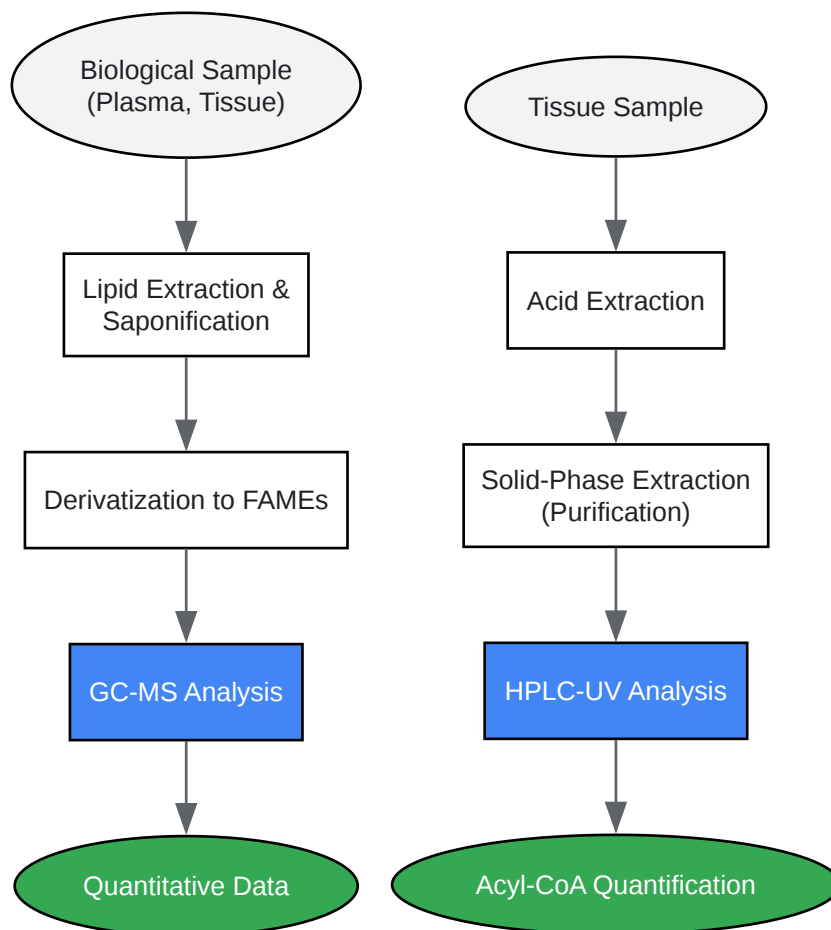 Biological Sample
(Plasma, Tissue)
Lipid Extraction &
Saponification
Derivatization to FAMEs
GC-MS Analysis
Quantitative Data
Tissue Sample
Acid Extraction
Solid-Phase Extraction
(Purification)
HPLC-UV Analysis
Acyl-CoA Quantification